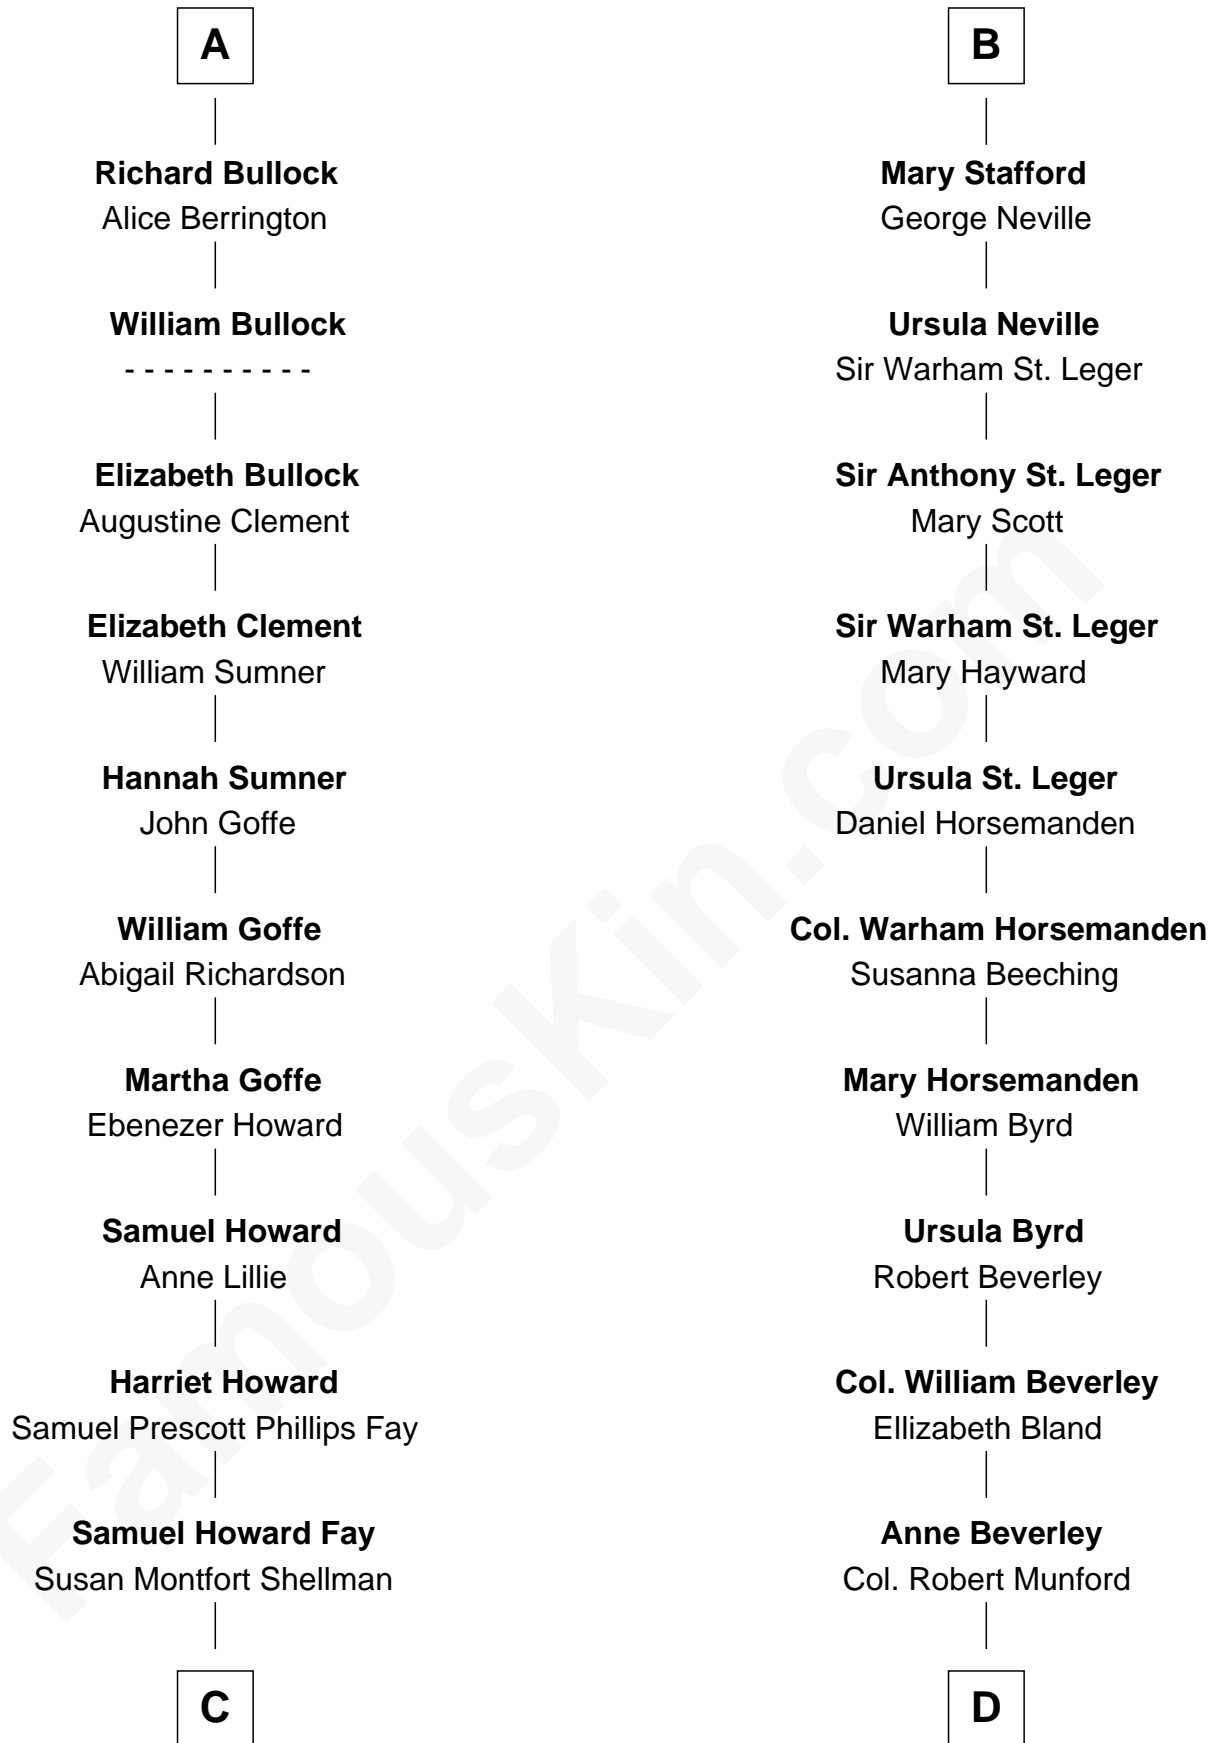 A
Richard Bullock
Alice Berrington
William Bullock
- - - - - - - - - -
Elizabeth Bullock
Augustine Clement
Elizabeth Clement
William Sumner
Hannah Sumner
John Goffe
William Goffe
Abigail Richardson
Martha Goffe
Ebenezer Howard
Samuel Howard
Anne Lillie
Harriet Howard
Samuel Prescott Phillips Fay
Samuel Howard Fay
Susan Montfort Shellman
C
B
Mary Stafford
George Neville
Ursula Neville
Sir Warham St. Leger
Sir Anthony St. Leger
Mary Scott
Sir Warham St. Leger
Mary Hayward
Ursula St. Leger
Daniel Horsemanden
Col. Warham Horsemanden
Susanna Beeching
Mary Horsemanden
William Byrd
Ursula Byrd
Robert Beverley
Col. William Beverley
Ellizabeth Bland
Anne Beverley
Col. Robert Munford
D
FamousKin.com